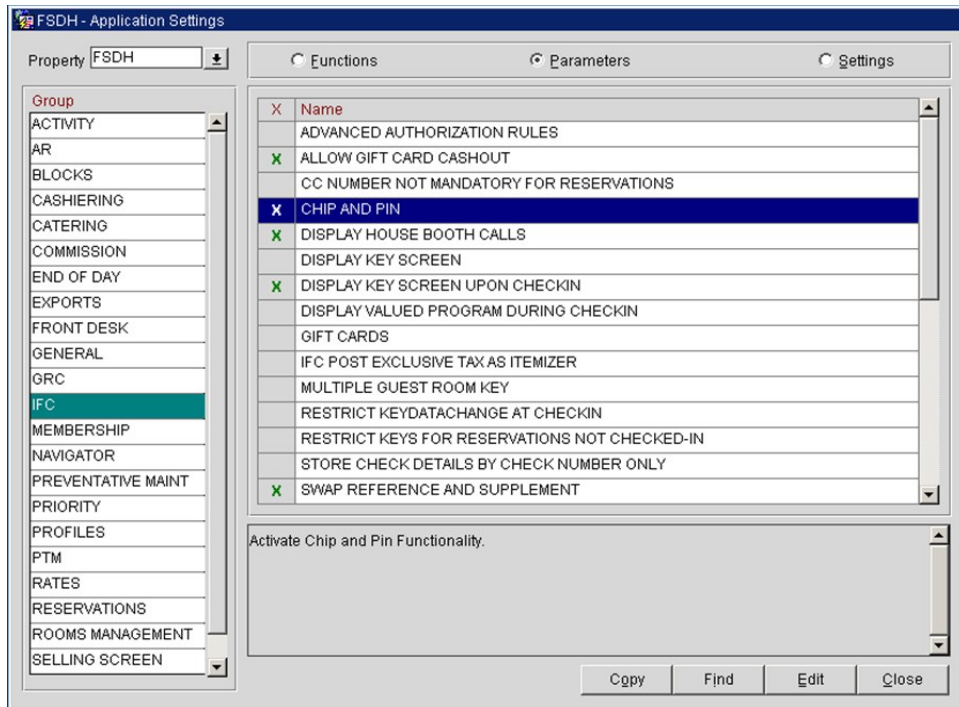 FSDH - Application Settings
Property FSDH
Functions Parameters Settings
Group
ACTIVITY
AR
BLOCKS
CASHIERING
CATERING
COMMISSION
END OF DAY
EXPORTS
FRONT DESK
GENERAL
GRC
IFC
MEMBERSHIP
NAVIGATOR
PREVENTATIVE MAINT
PRIORITY
PROFILES
PTM
RATES
RESERVATIONS
ROOMS MANAGEMENT
SELLING SCREEN
X Name
ADVANCED AUTHORIZATION RULES
X ALLOW GIFT CARD CASHOUT
CC NUMBER NOT MANDATORY FOR RESERVATIONS
X CHIP AND PIN
X DISPLAY HOUSE BOOTH CALLS
DISPLAY KEY SCREEN
X DISPLAY KEY SCREEN UPON CHECKIN
DISPLAY VALUED PROGRAM DURING CHECKIN
GIFT CARDS
IFC POST EXCLUSIVE TAX AS ITEMIZER
MULTIPLE GUEST ROOM KEY
RESTRICT KEYDATACHANGE AT CHECKIN
RESTRICT KEYS FOR RESERVATIONS NOT CHECKED-IN
STORE CHECK DETAILS BY CHECK NUMBER ONLY
X SWAP REFERENCE AND SUPPLEMENT
Activate Chip and Pin Functionality.
Copy Find Edit Close